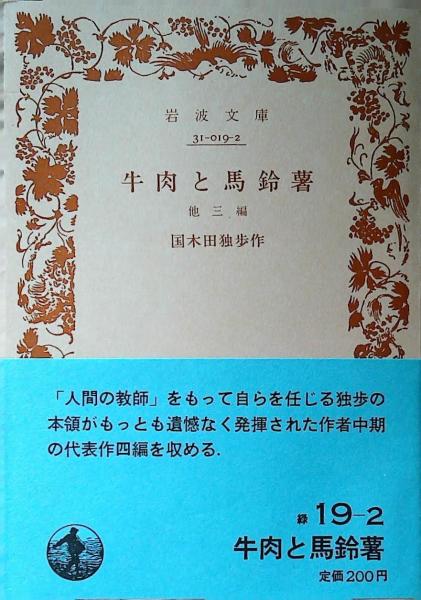 岩波文庫
31-019-2
牛肉と馬鈴薯
他三編
国木田独歩作
「人間の教師」をもって自らを任じる独歩の
本領がもっとも遺憾なく発揮された作者中期
の代表作四編を収める.
緑 19-2
牛肉と馬鈴薯
定価200円